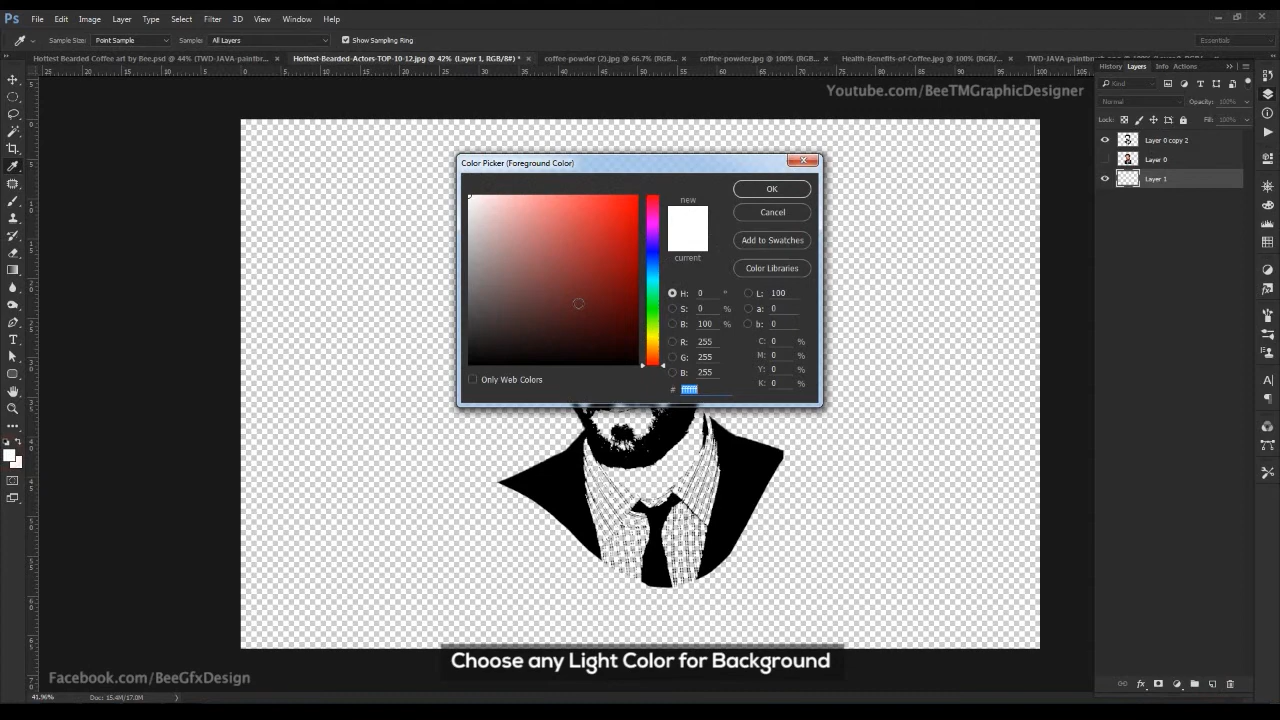 Ps File Edit Image Layer Type Select Filter 3D View Window Help
Sample Size: Point Sample Sample: All Layers Show Sampling Ring Essentials
Hottest Bearded Coffee art by Bee.psd @ 44% (TWD-JAVA-paintbr... × Hottest-Bearded-Actors-TOP-10-12.jpg @ 42% (Layer 1, RGB/8#) * × coffee-powder (2).jpg @ 66.7% (RGB... × coffee-powder.jpg @ 100% (RGB/... × Health-Benefits-of-Coffee.jpg @ 100% (RGB/... ×
Youtube.com/BeeTMGraphicDesigner
History Layers Info Actions
Kind
Normal Opacity: 100%
Lock: Fill: 100%
Layer 0 copy 2
Layer 0
Layer 1
Color Picker (Foreground Color)
new
current
OK
Cancel
Add to Swatches
Color Libraries
H: 0 ° L: 100
S: 0 % a: 0
B: 100 % b: 0
R: 255 C: 0 %
G: 255 M: 0 %
B: 255 Y: 0 %
K: 0 %
# ffffff
Only Web Colors
Choose any Light Color for Background
Facebook.com/BeeGfxDesign
41.96% Doc: 15.4M/17.0M